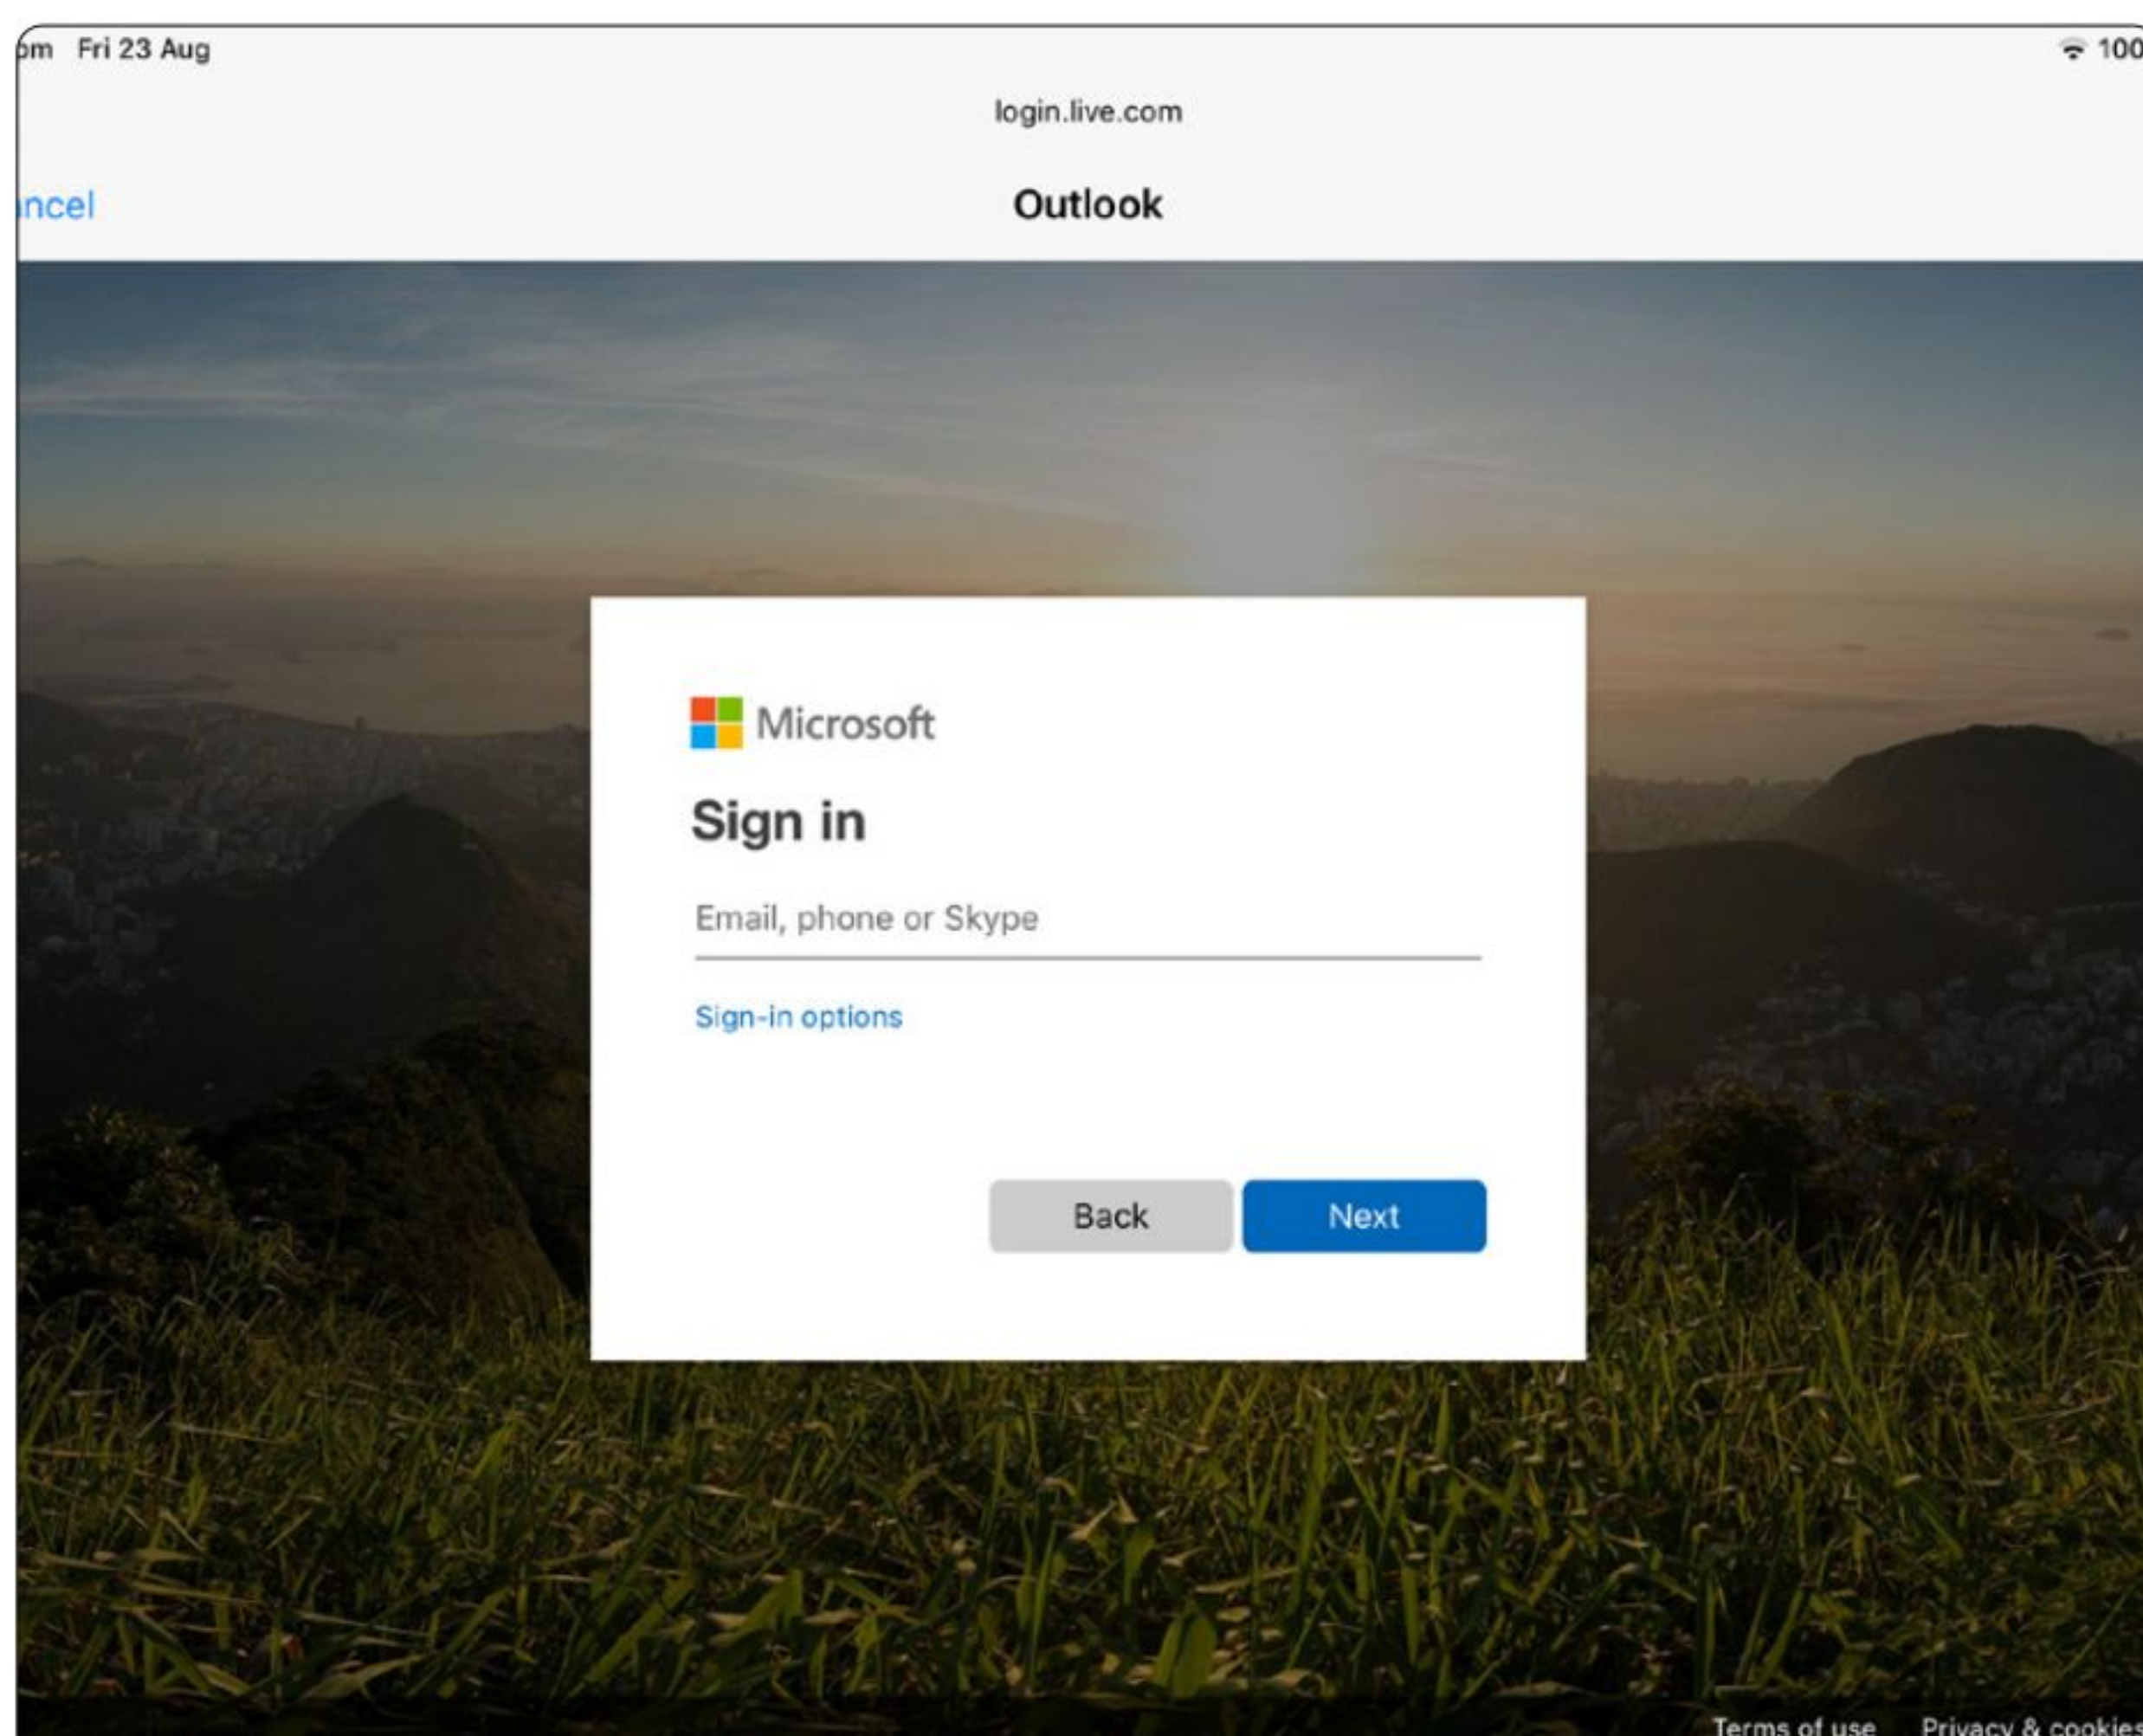 pm Fri 23 Aug 100
login.live.com
ncel Outlook
Microsoft
Sign in
Email, phone or Skype
Sign-in options
Back Next
Terms of use Privacy & cookies